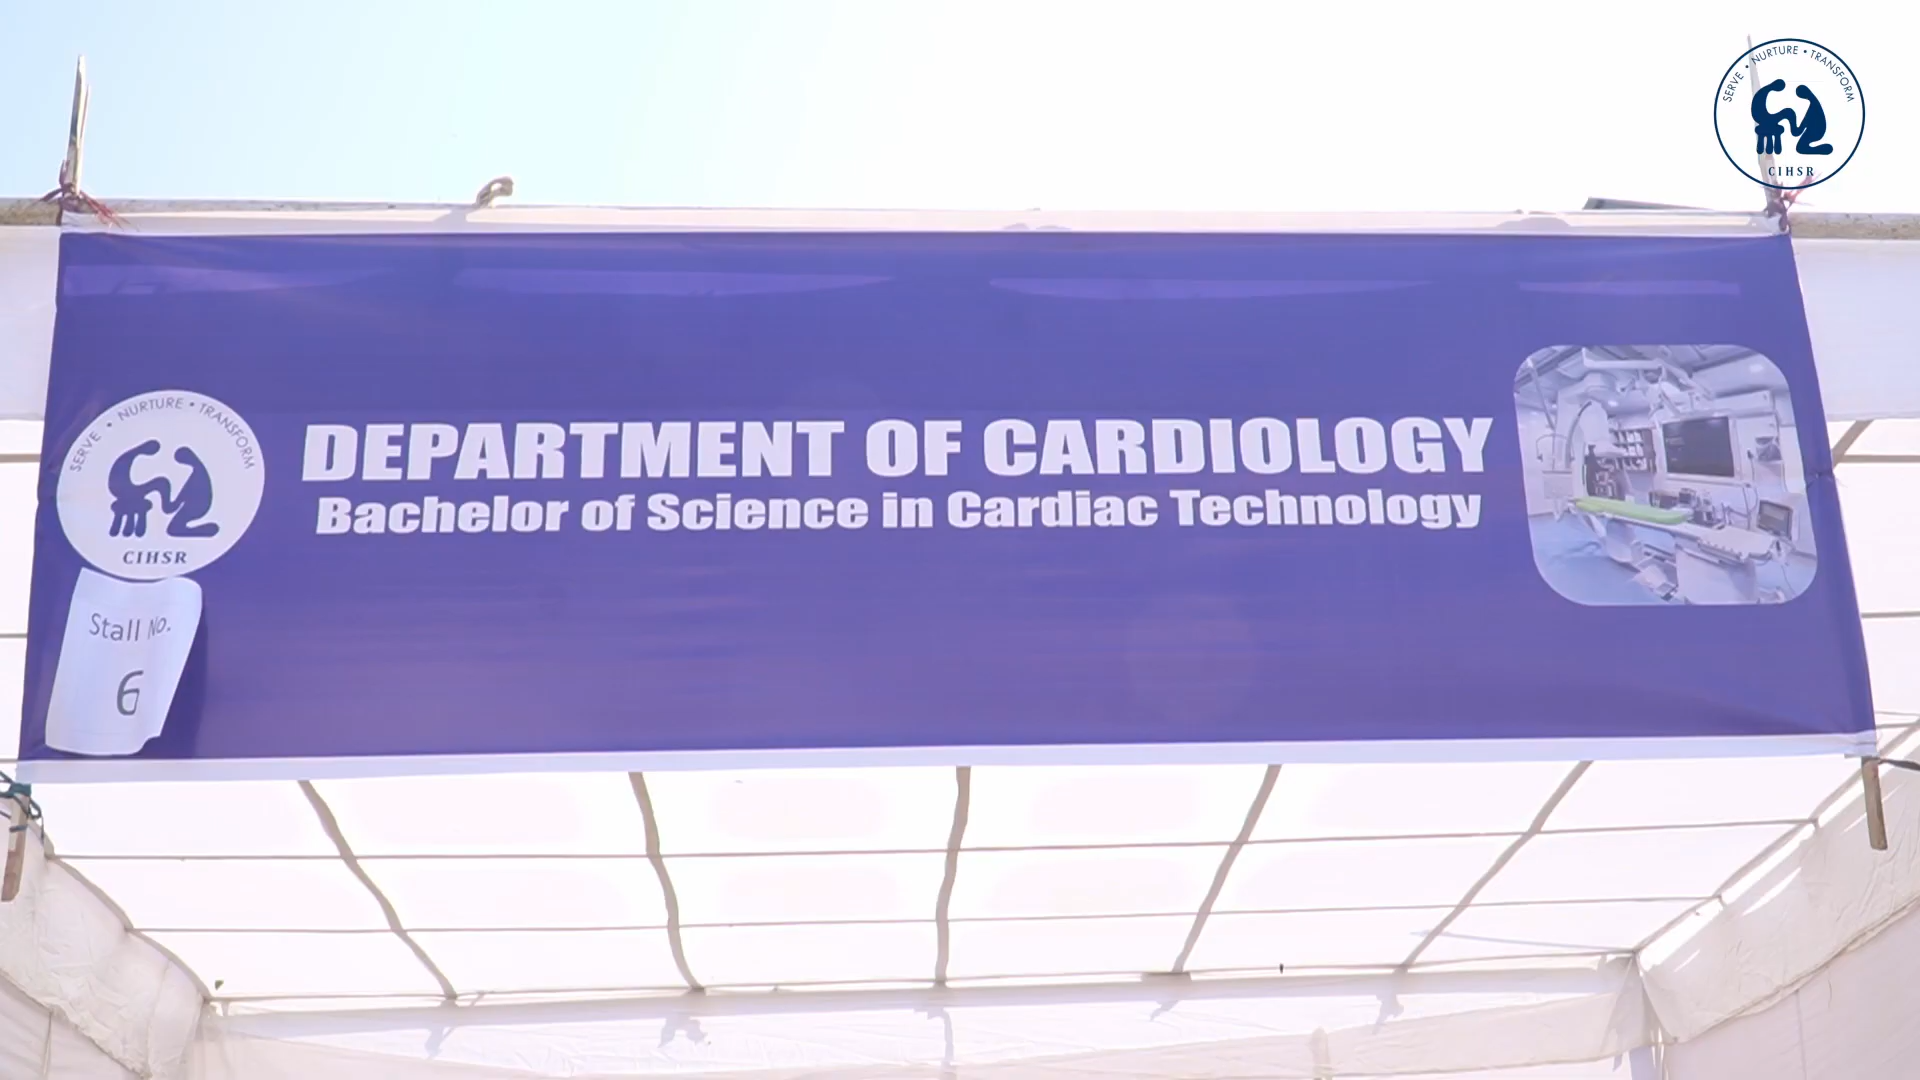 SERVE • NURTURE • TRANSFORM
CIHSR
SERVE • NURTURE • TRANSFORM
CIHSR
DEPARTMENT OF CARDIOLOGY
Bachelor of Science in Cardiac Technology
Stall No.
6